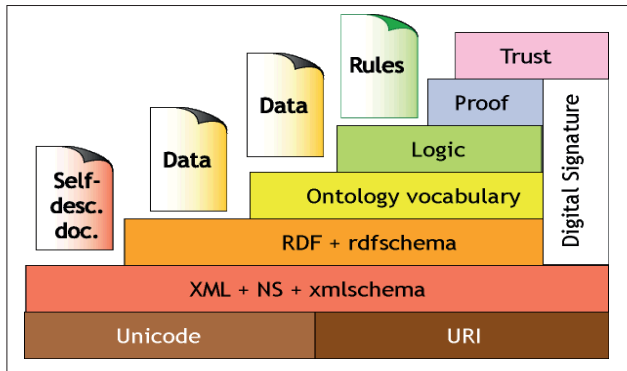 Rules
Trust
Data
Proof
Data
Logic
Self-
desc.
doc.
Ontology vocabulary
Digital Signature
RDF + rdfschema
XML + NS + xmlschema
Unicode
URI